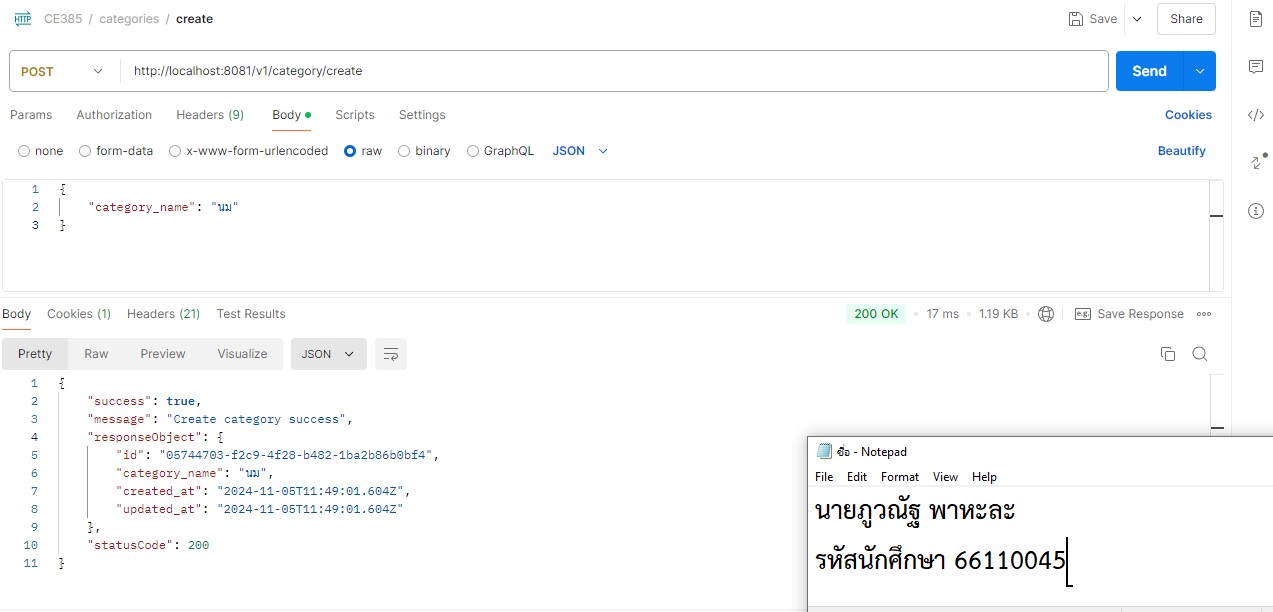 HTTP CE385 / categories / create Save Share
POST http://localhost:8081/v1/category/create Send
Params Authorization Headers (9) Body Scripts Settings Cookies
none form-data x-www-form-urlencoded raw binary GraphQL JSON Beautify
1 {
2 "category_name": "นม"
3 }
Body Cookies (1) Headers (21) Test Results 200 OK 17 ms 1.19 KB e.g. Save Response
Pretty Raw Preview Visualize JSON
1 {
2 "success": true,
3 "message": "Create category success",
4 "responseObject": {
5 "id": "05744703-f2c9-4f28-b482-1ba2b86b0bf4",
6 "category_name": "นม",
7 "created_at": "2024-11-05T11:49:01.604Z",
8 "updated_at": "2024-11-05T11:49:01.604Z"
9 },
10 "statusCode": 200
11 }
ชื่อ - Notepad
File Edit Format View Help
นายภูวณัฐ พาหะละ
รหัสนักศึกษา 66110045